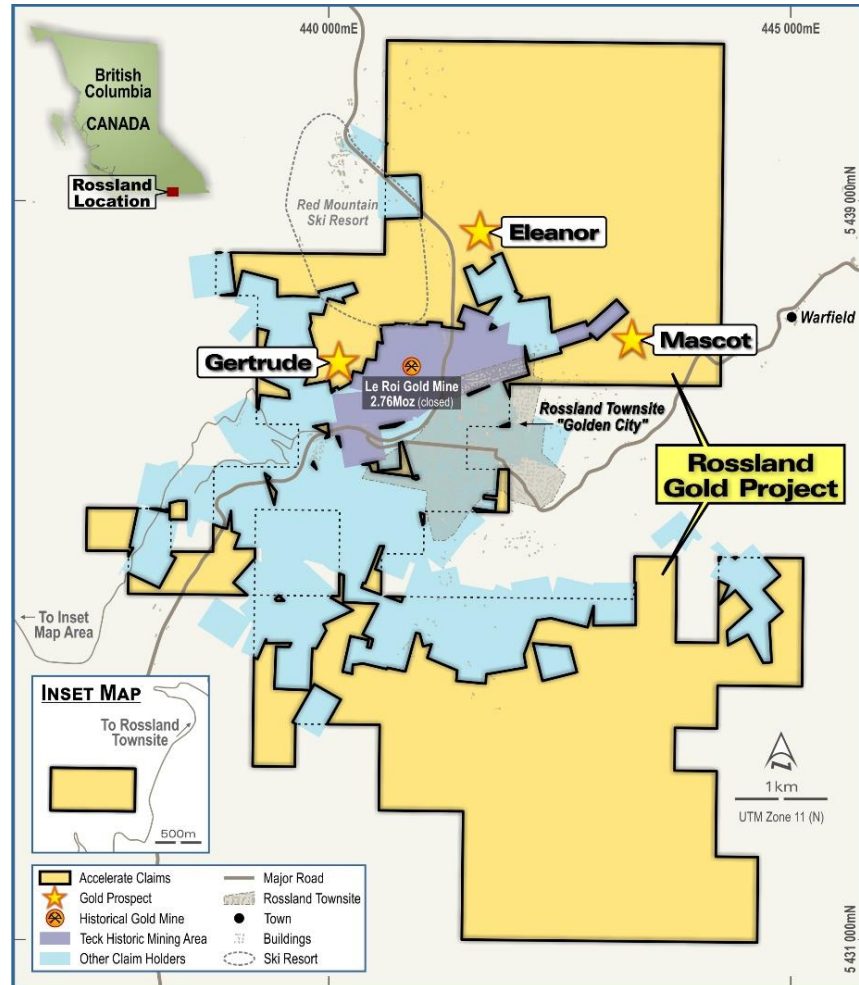 440 000mE
445 000mE
British
Columbia
CANADA
Rossland
Location
5 439 000mN
Red Mountain
Ski Resort
Eleanor
Warfield
Mascot
Gertrude
Le Roi Gold Mine
2.76Moz (closed)
Rossland Townsite
"Golden City"
Rossland
Gold Project
To Inset
Map Area
INSET MAP
To Rossland
Townsite
500m
N
1km
UTM Zone 11 (N)
Accelerate Claims
Gold Prospect
Historical Gold Mine
Teck Historic Mining Area
Other Claim Holders
Major Road
Rossland Townsite
Town
Buildings
Ski Resort
5 431 000mN